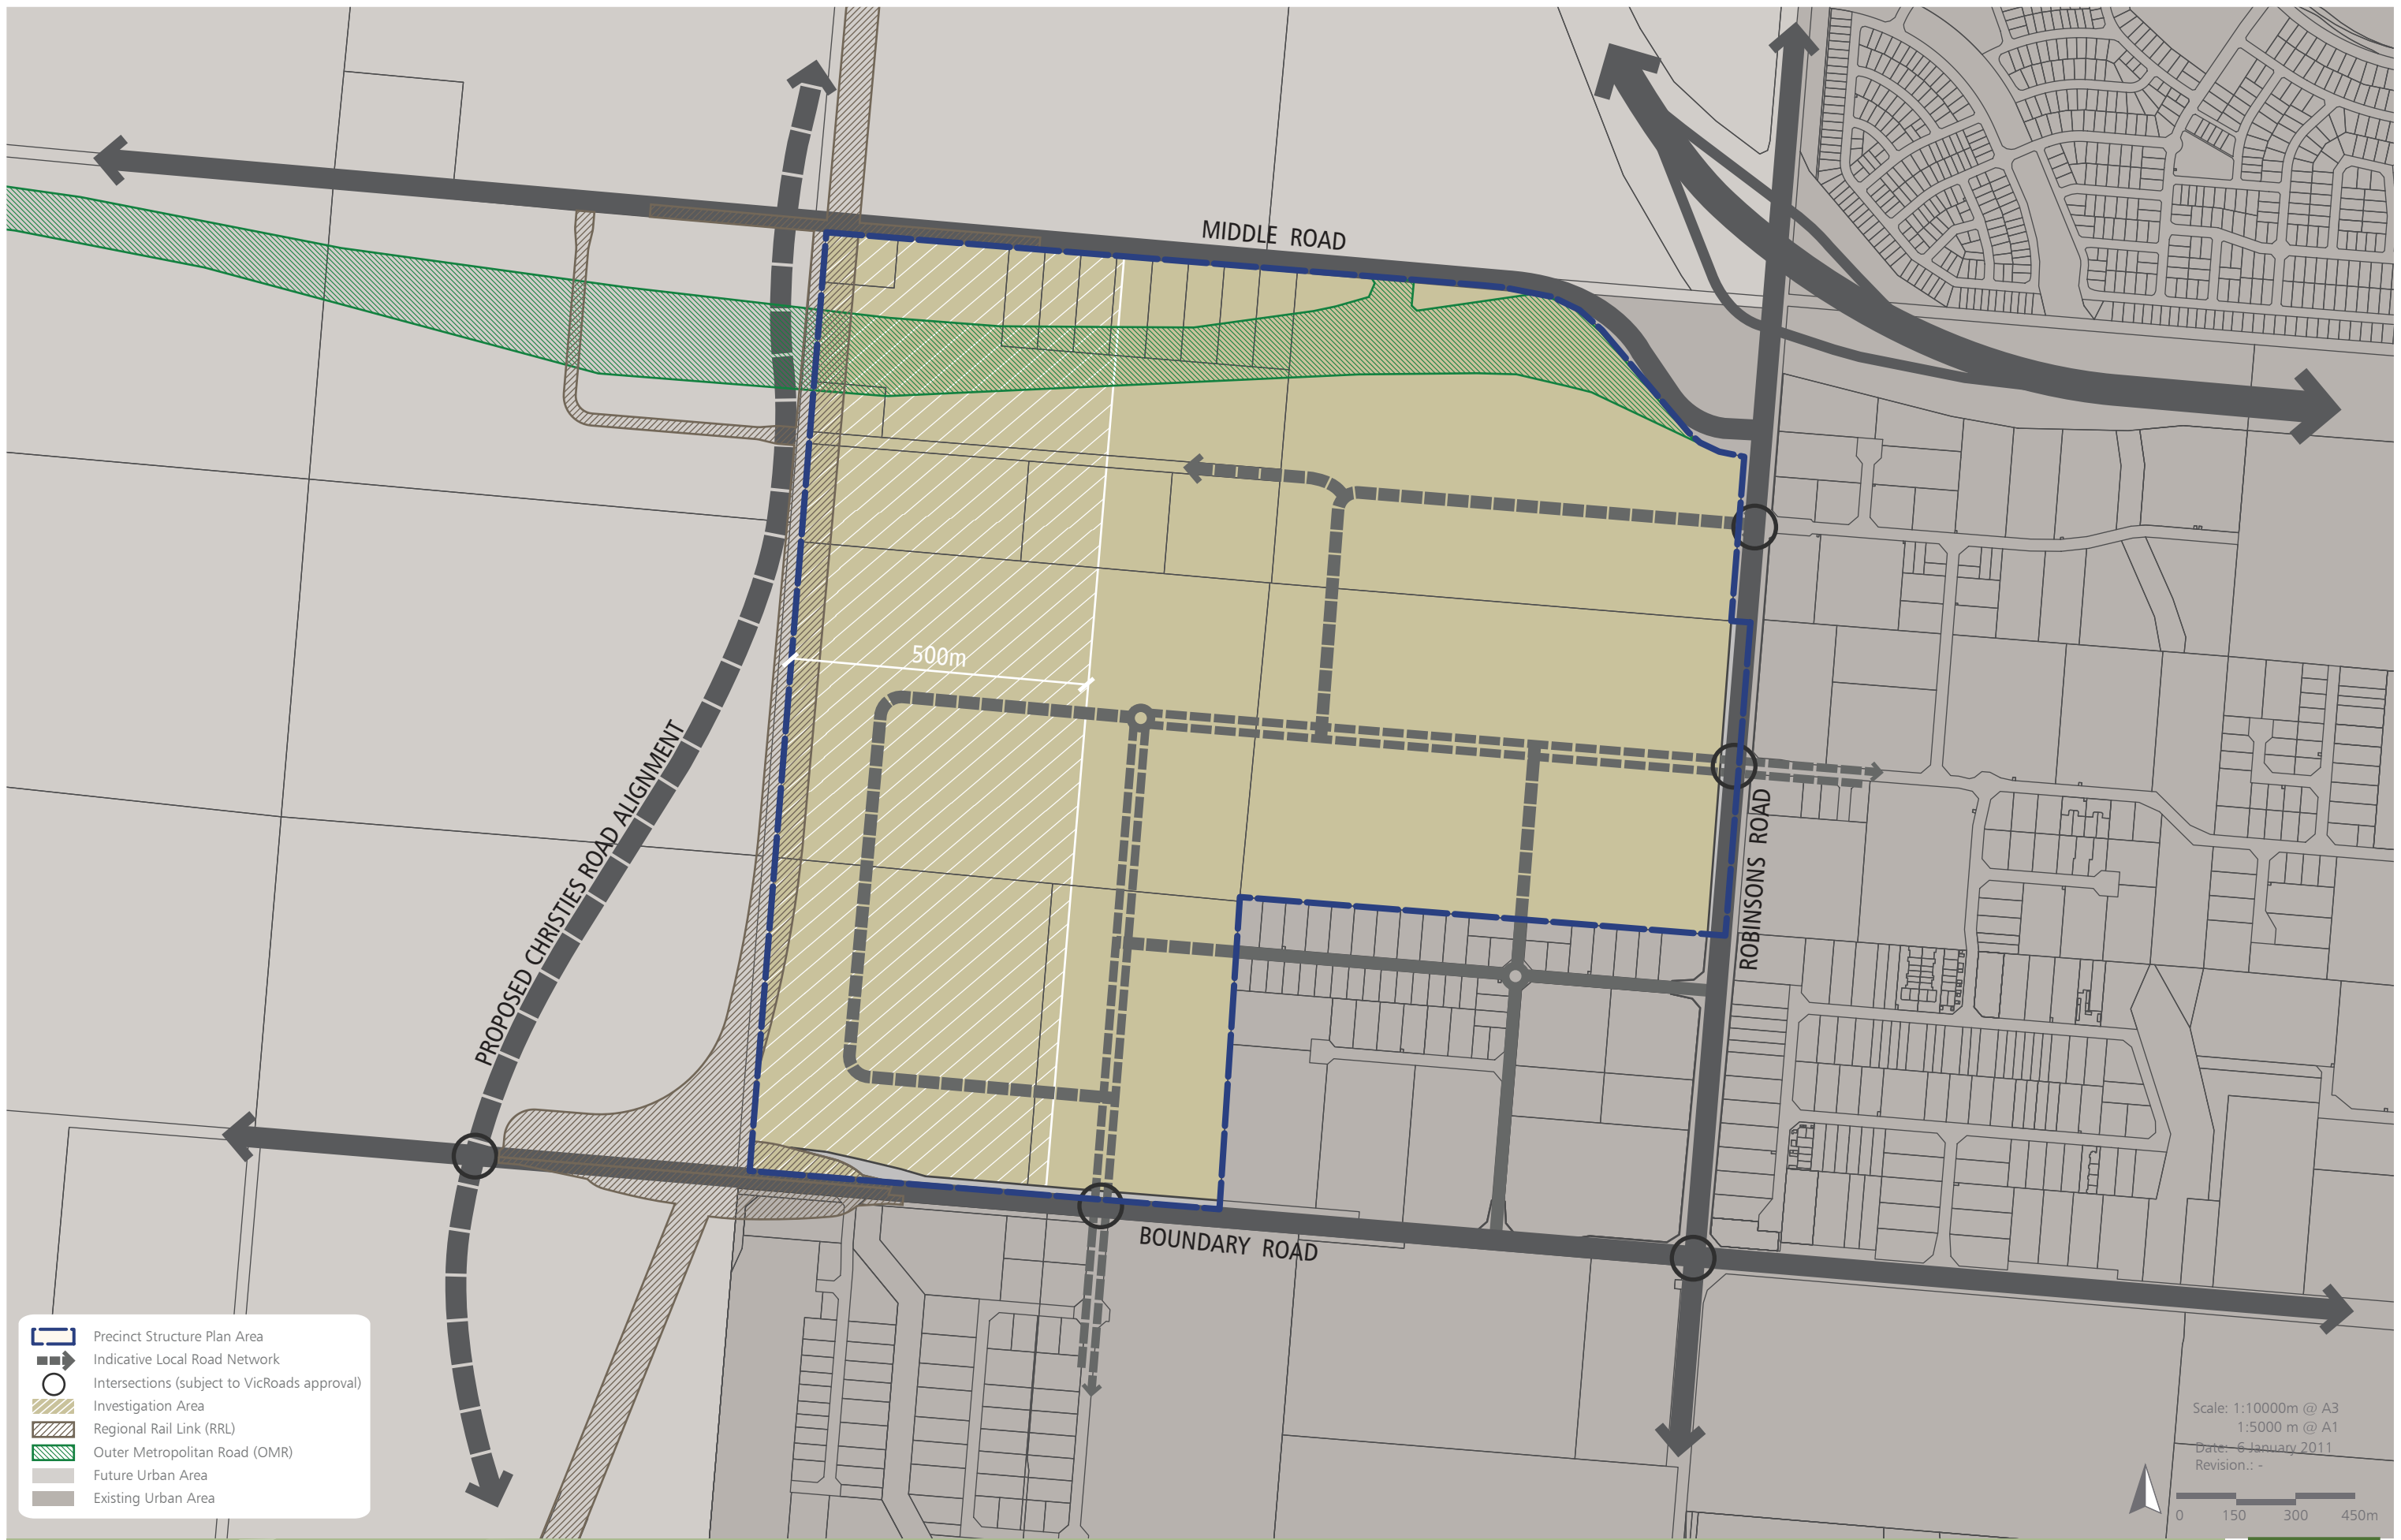 MIDDLE ROAD
500m
PROPOSED CHRISTIES ROAD ALIGNMENT
ROBINSONS ROAD
BOUNDARY ROAD
Precinct Structure Plan Area
Indicative Local Road Network
Intersections (subject to VicRoads approval)
Investigation Area
Regional Rail Link (RRL)
Outer Metropolitan Road (OMR)
Future Urban Area
Existing Urban Area
Scale: 1:10000m @ A3
1:5000 m @ A1
Date: 6 January 2011
Revision.: -
0 150 300 450m